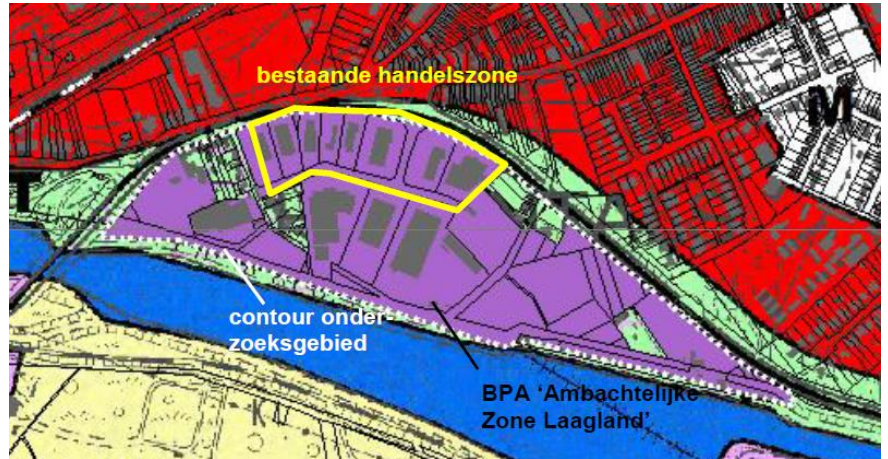 bestaande handelszone
M
contour onder-
zoeksgebied
BPA ‘Ambachtelijke
Zone Laagland’